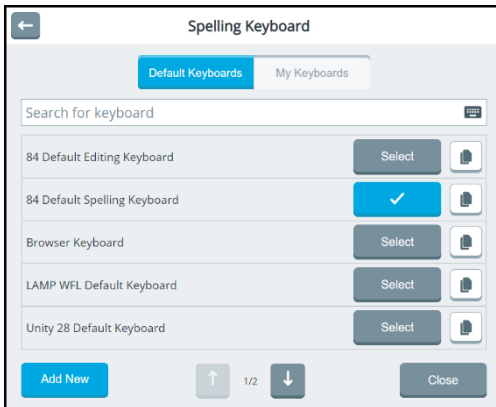 Spelling Keyboard
Default Keyboards My Keyboards
Search for keyboard
84 Default Editing Keyboard Select
84 Default Spelling Keyboard
Browser Keyboard Select
LAMP WFL Default Keyboard Select
Unity 28 Default Keyboard Select
Add New 1/2 Close